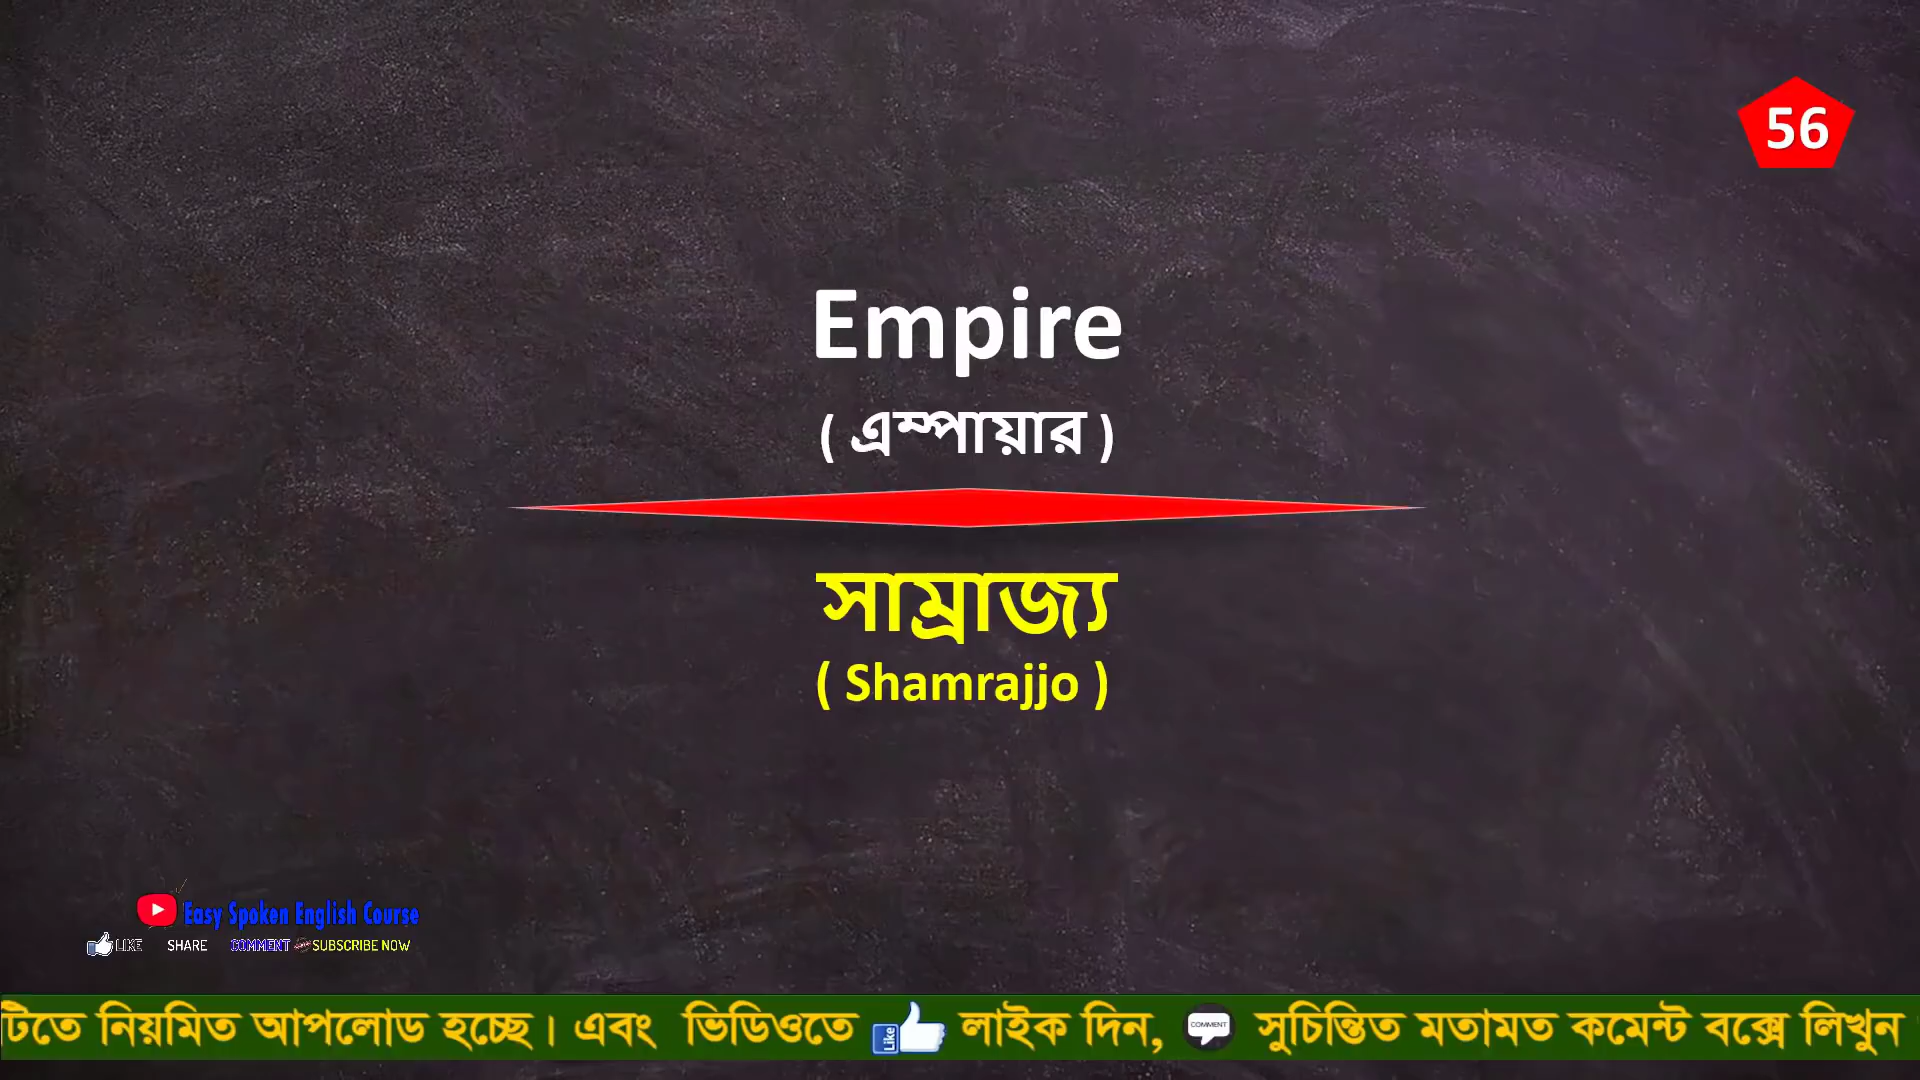 56
Empire
( এম্পায়ার )
সাম্রাজ্য
( Shamrajjo )
Easy Spoken English Course
LIKE SHARE COMMENT SUBSCRIBE NOW
টিতে নিয়মিত আপলোড হচ্ছে। এবং ভিডিওতে Like লাইক দিন, COMMENT সুচিন্তিত মতামত কমেন্ট বক্সে লিখুন